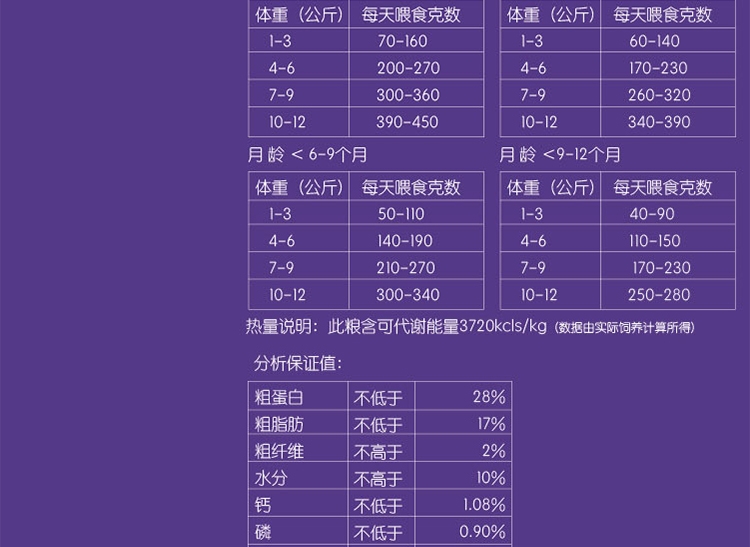 体重（公斤） 每天喂食克数 体重（公斤） 每天喂食克数
1-3 70-160 1-3 60-140
4-6 200-270 4-6 170-230
7-9 300-360 7-9 260-320
10-12 390-450 10-12 340-390
月 龄 < 6-9个月 月 龄 <9-12个月
体重（公斤） 每天喂食克数 体重（公斤） 每天喂食克数
1-3 50-110 1-3 40-90
4-6 140-190 4-6 110-150
7-9 210-270 7-9 170-230
10-12 300-340 10-12 250-280
热量说明：此粮含可代谢能量3720kcls/kg（数据由实际饲养计算所得）
分析保证值：
粗蛋白 不低于 28%
粗脂肪 不低于 17%
粗纤维 不高于 2%
水分 不高于 10%
钙 不低于 1.08%
磷 不低于 0.90%